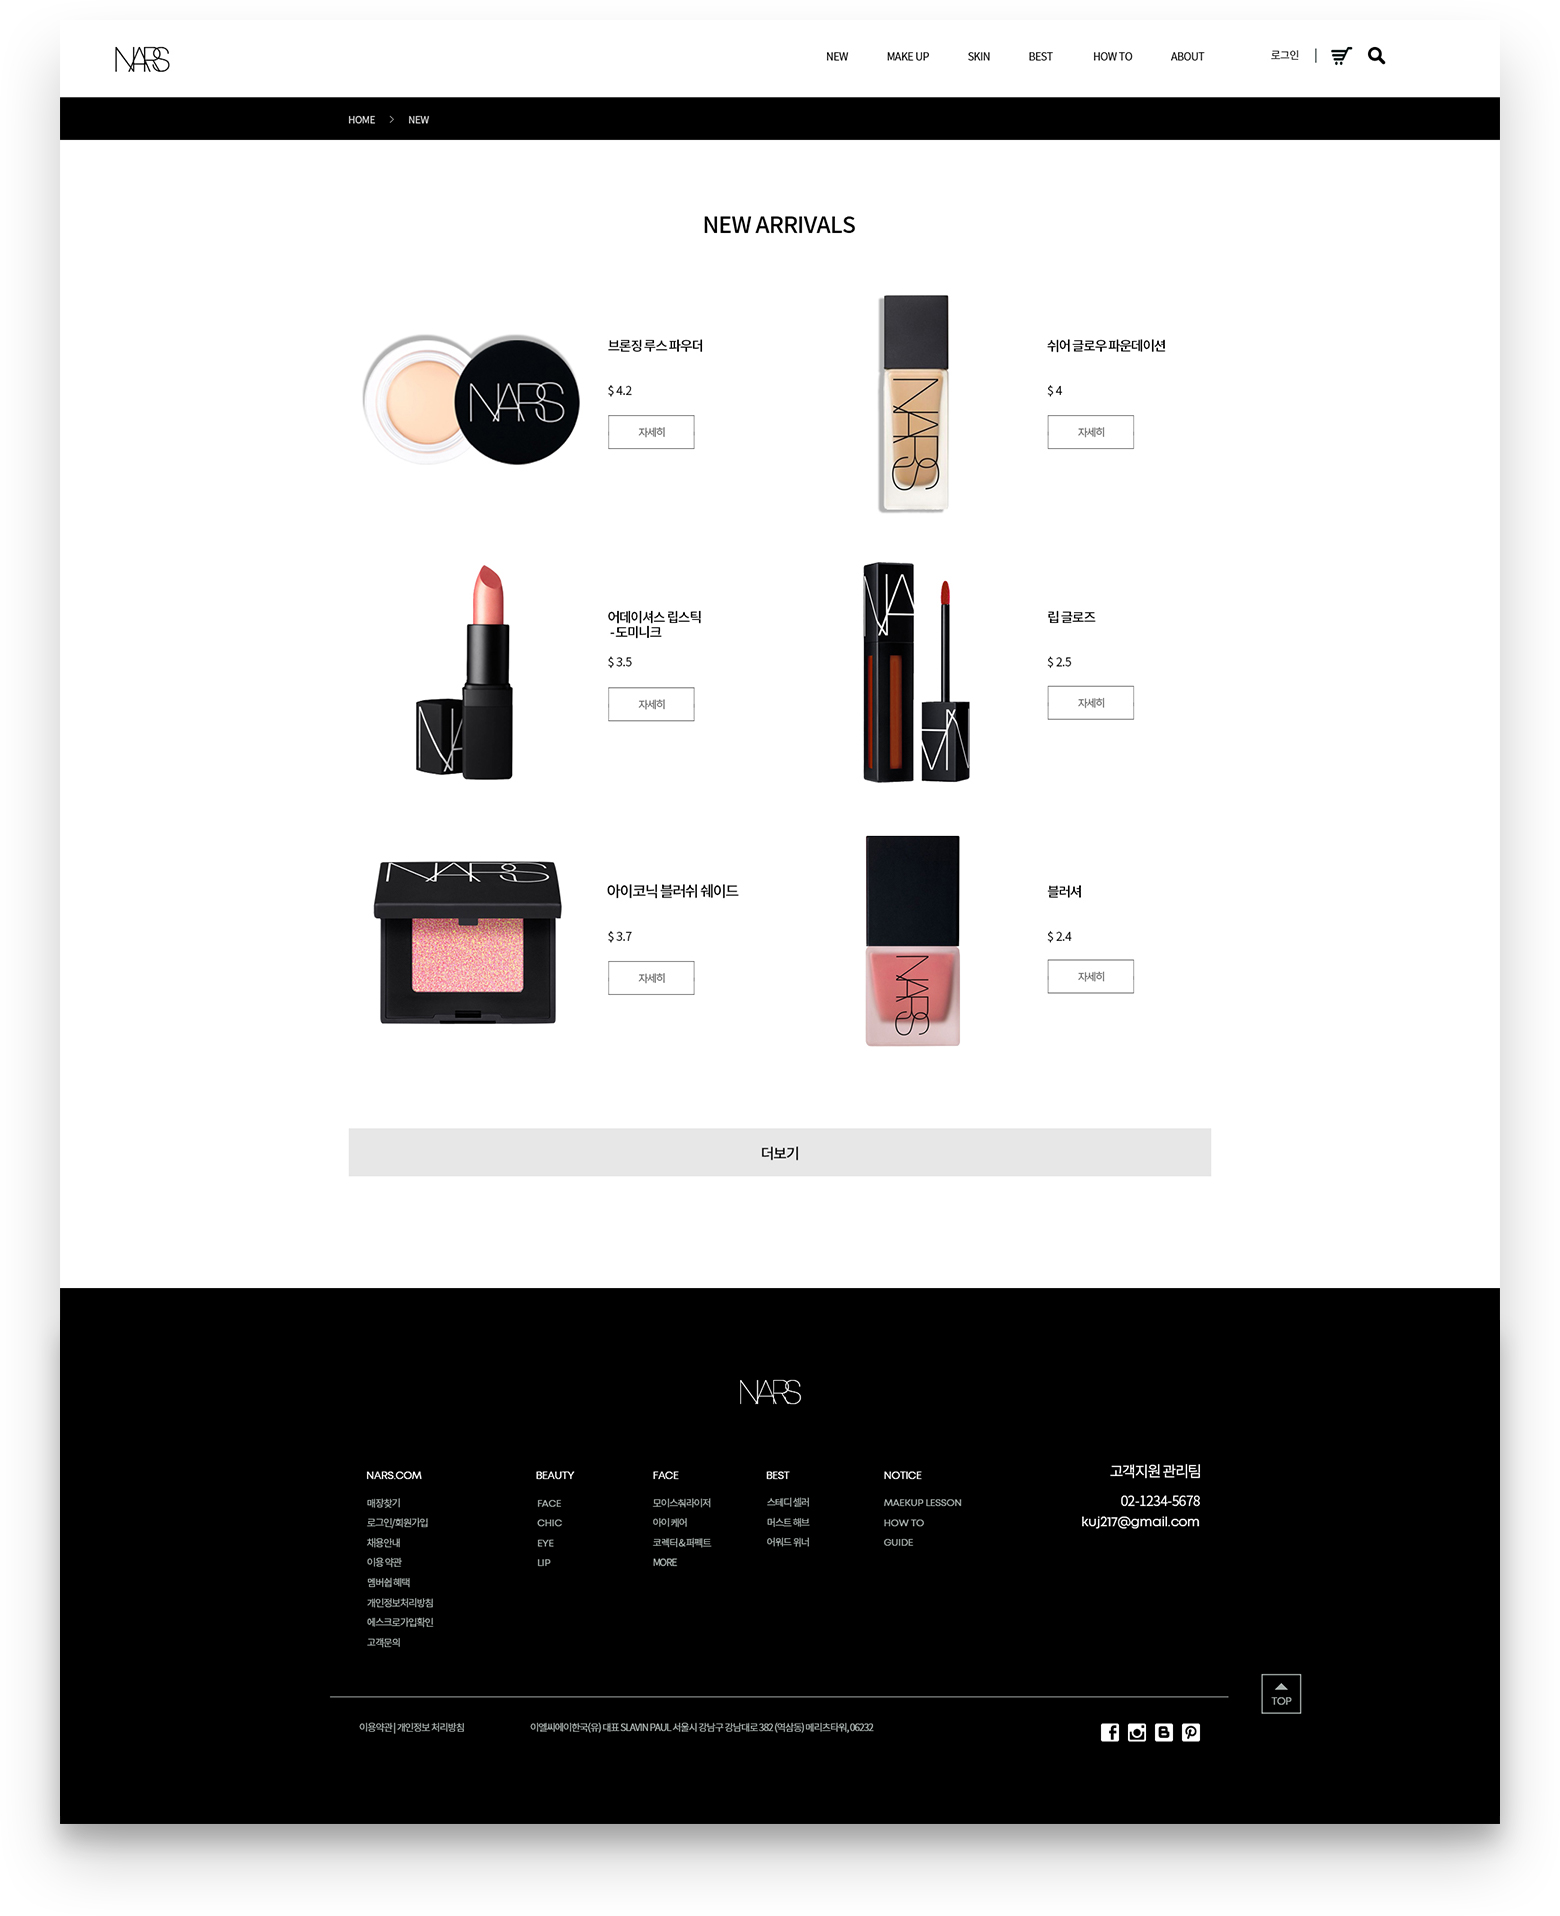 NARS
NEW MAKE UP SKIN BEST HOW TO ABOUT 로그인
HOME > NEW
NEW ARRIVALS
NARS
브론징 루스 파우더
$ 4.2
자세히
NARS
쉬어 글로우 파운데이션
$ 4
자세히
NA
어데이셔스 립스틱
- 도미니크
$ 3.5
자세히
NA
NA
립 글로즈
$ 2.5
자세히
NARS
아이코닉 블러쉬 쉐이드
$ 3.7
자세히
NARS
블러셔
$ 2.4
자세히
더보기
NARS
NARS.COM
매장찾기
로그인/회원가입
채용안내
이용 약관
멤버쉽 혜택
개인정보처리방침
에스크로가입확인
고객문의
BEAUTY
FACE
CHIC
EYE
LIP
FACE
모이스춰라이저
아이 케어
코렉터&퍼펙트
MORE
BEST
스테디 셀러
머스트 해브
어워드 위너
NOTICE
MAEKUP LESSON
HOW TO
GUIDE
고객지원 관리팀
02-1234-5678
kuj217@gmail.com
TOP
이용약관 | 개인정보 처리방침
이엘씨에이한국(유) 대표 SLAVIN PAUL 서울시 강남구 강남대로 382 (역삼동) 메리츠타워, 06232